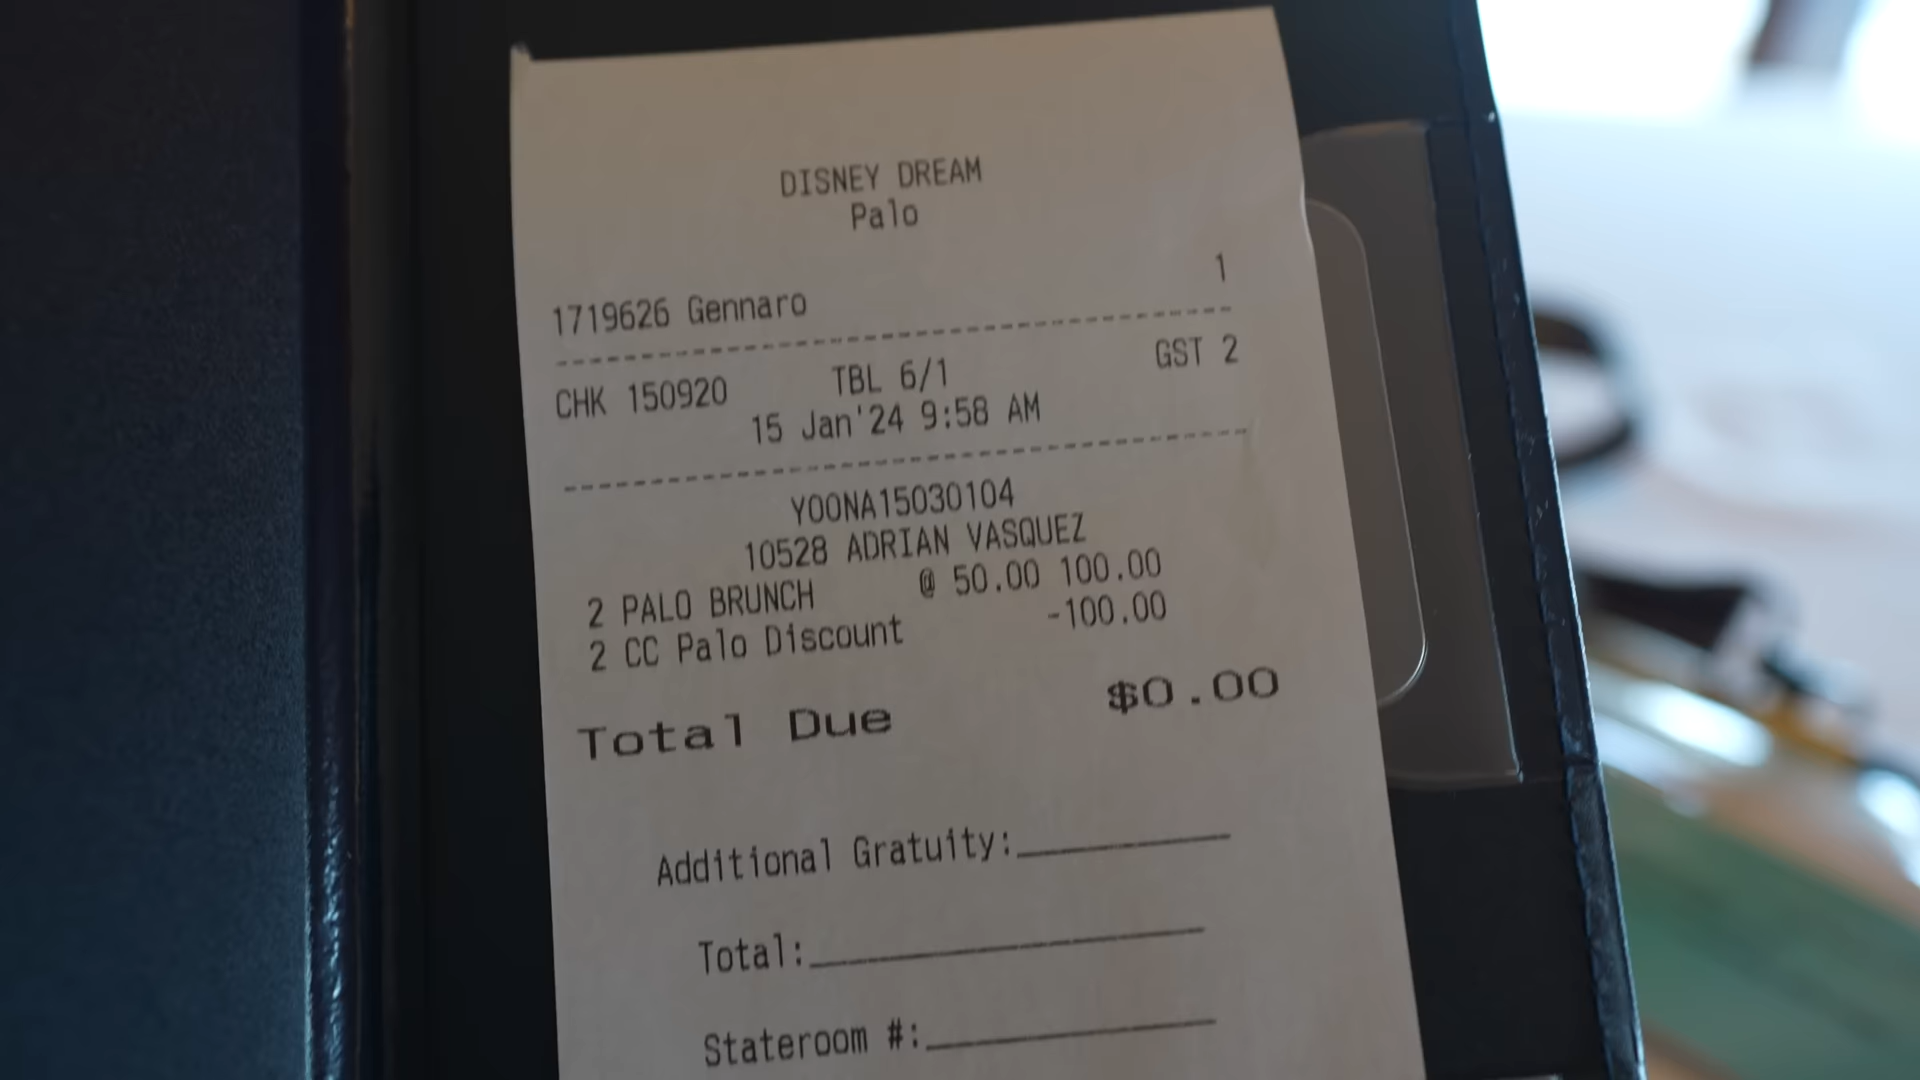 DISNEY DREAM
Palo
1719626 Gennaro 1
CHK 150920 TBL 6/1 GST 2
15 Jan'24 9:58 AM
YOONA15030104
10528 ADRIAN VASQUEZ
2 PALO BRUNCH @ 50.00 100.00
2 CC Palo Discount -100.00
Total Due $0.00
Additional Gratuity:
Total:
Stateroom #: